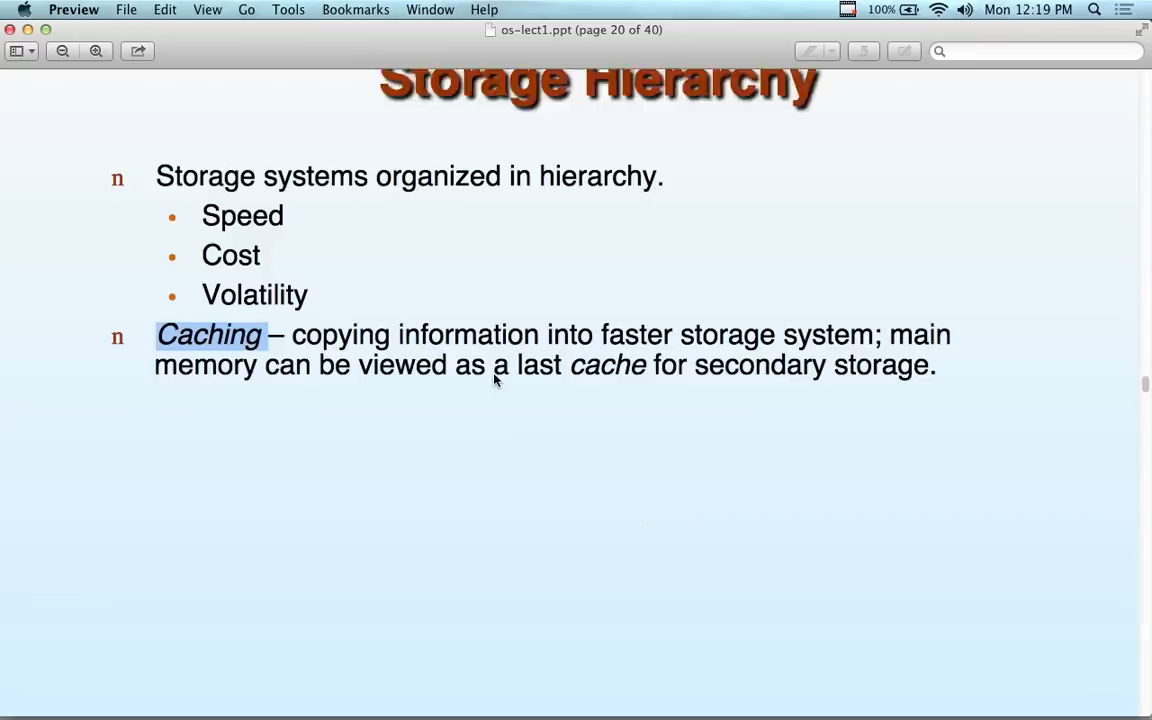 Preview File Edit View Go Tools Bookmarks Window Help 100% Mon 12:19 PM
os-lect1.ppt (page 20 of 40)
Storage Hierarchy
n Storage systems organized in hierarchy.
• Speed
• Cost
• Volatility
n Caching – copying information into faster storage system; main
memory can be viewed as a last cache for secondary storage.